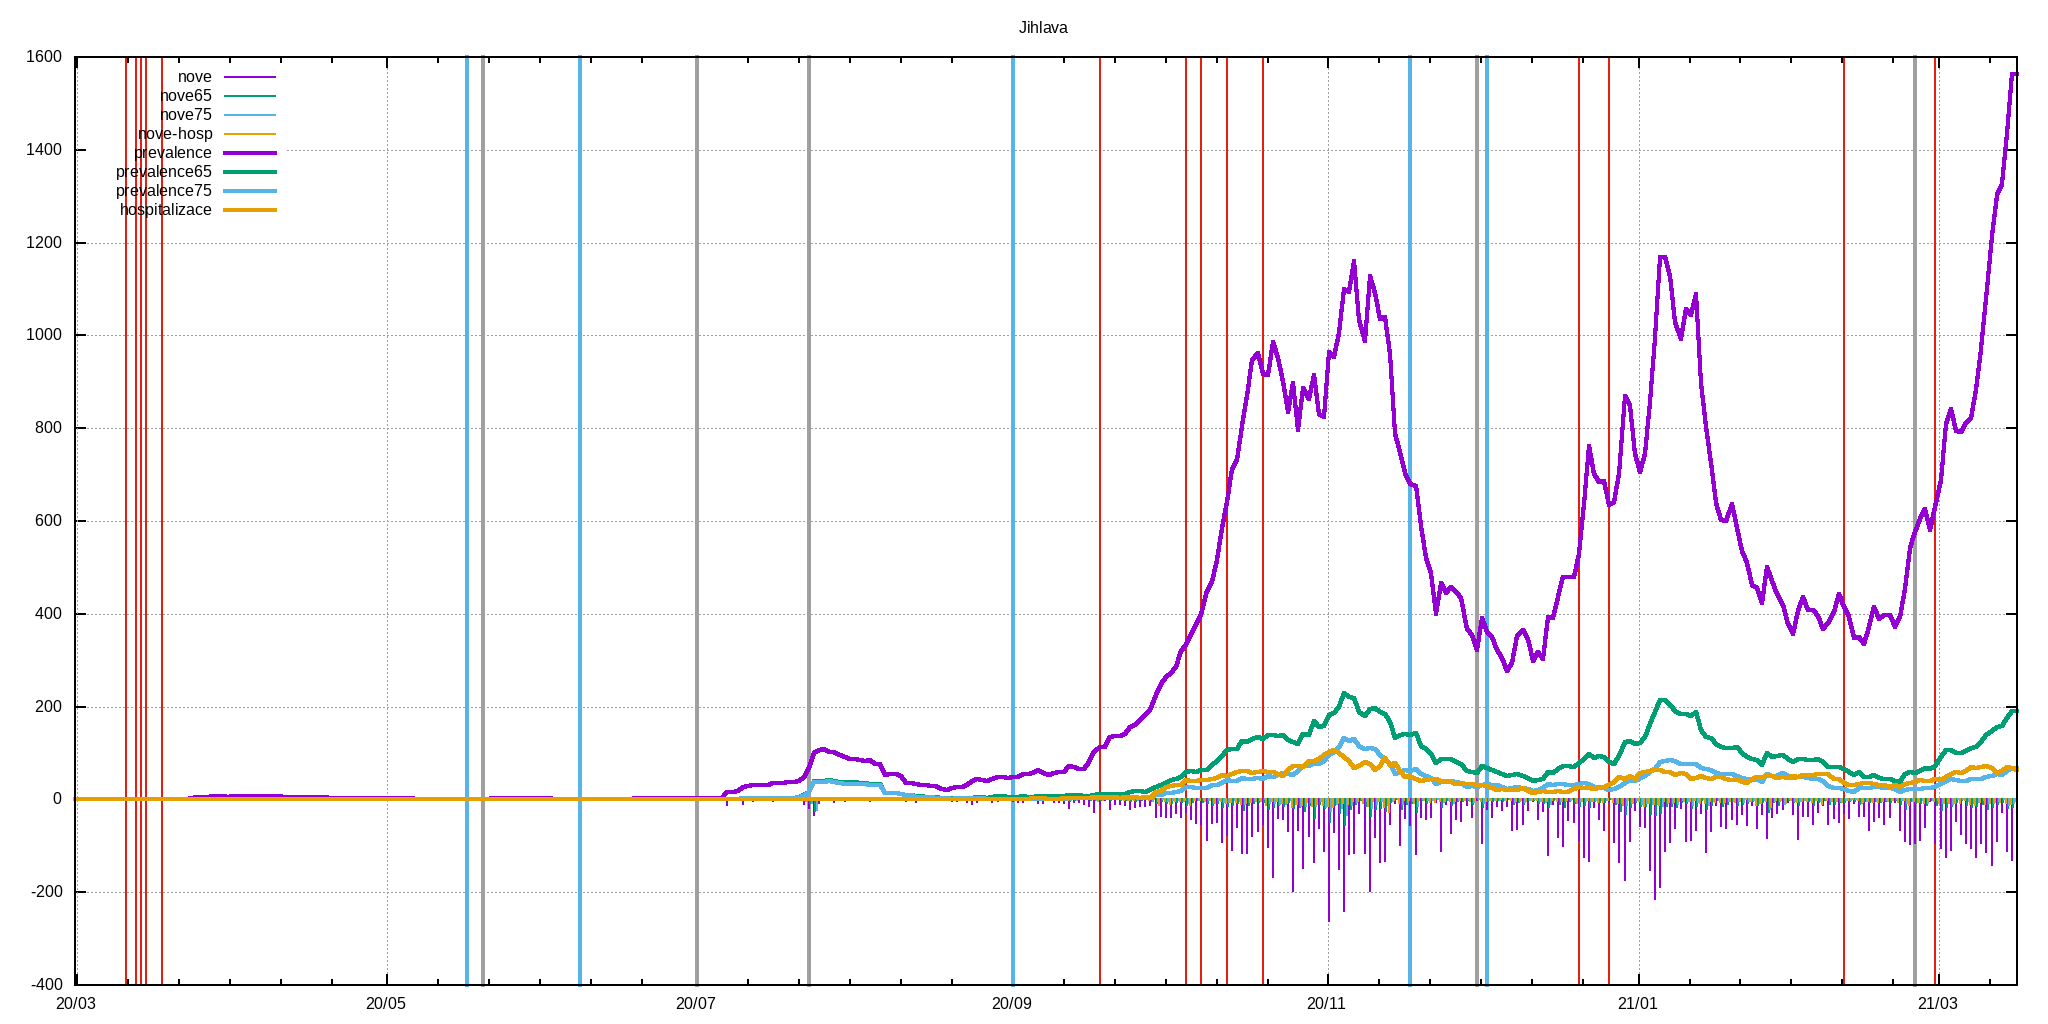 Jihlava
1600
1400
1200
1000
800
600
400
200
0
-200
-400
nove
nove65
nove75
nove-hosp
prevalence
prevalence65
prevalence75
hospitalizace
20/03 20/05 20/07 20/09 20/11 21/01 21/03